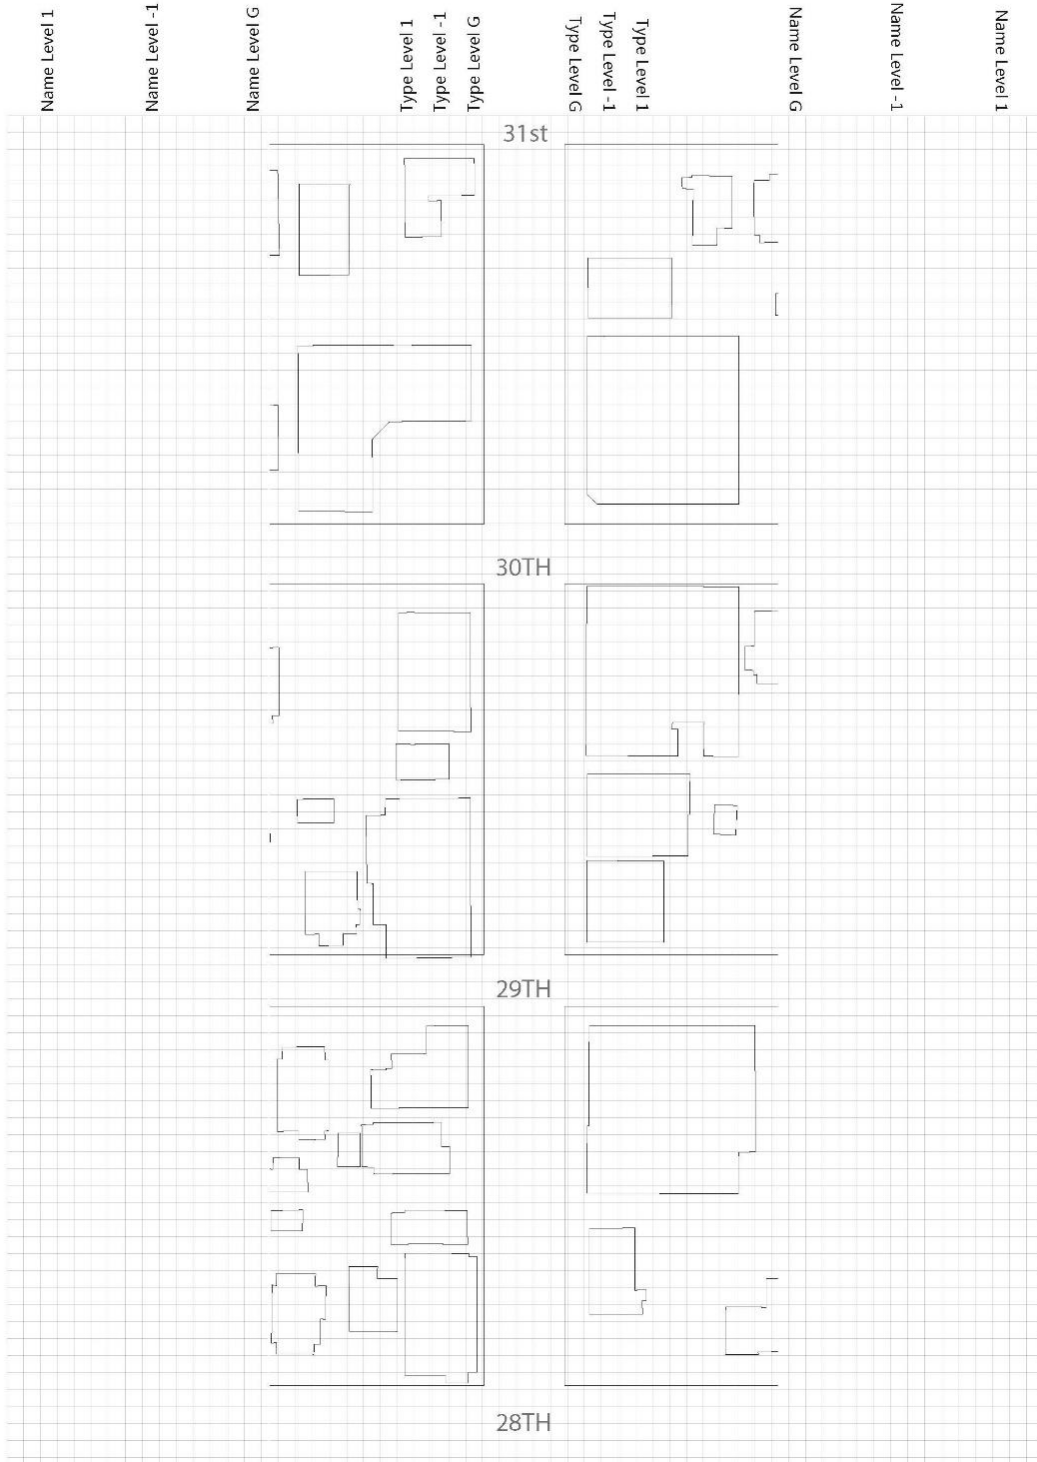 Name Level 1
Name Level -1
Name Level G
Type Level 1
Type Level -1
Type Level G
Type Level G
Type Level -1
Type Level 1
Name Level G
Name Level -1
Name Level 1
31st
30TH
29TH
28TH